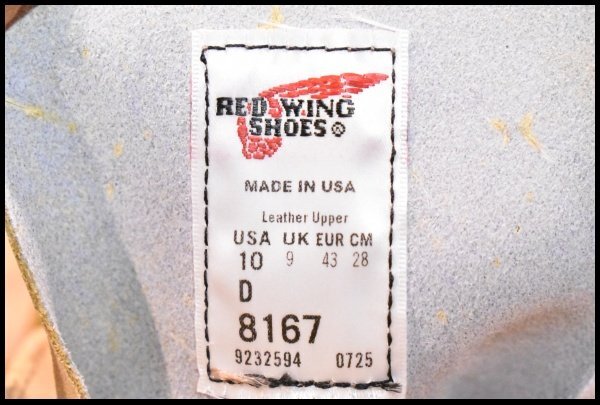 RED WING
SHOES ®
MADE IN USA
Leather Upper
USA UK EUR CM
10 9 43 28
D
8167
9232594 0725